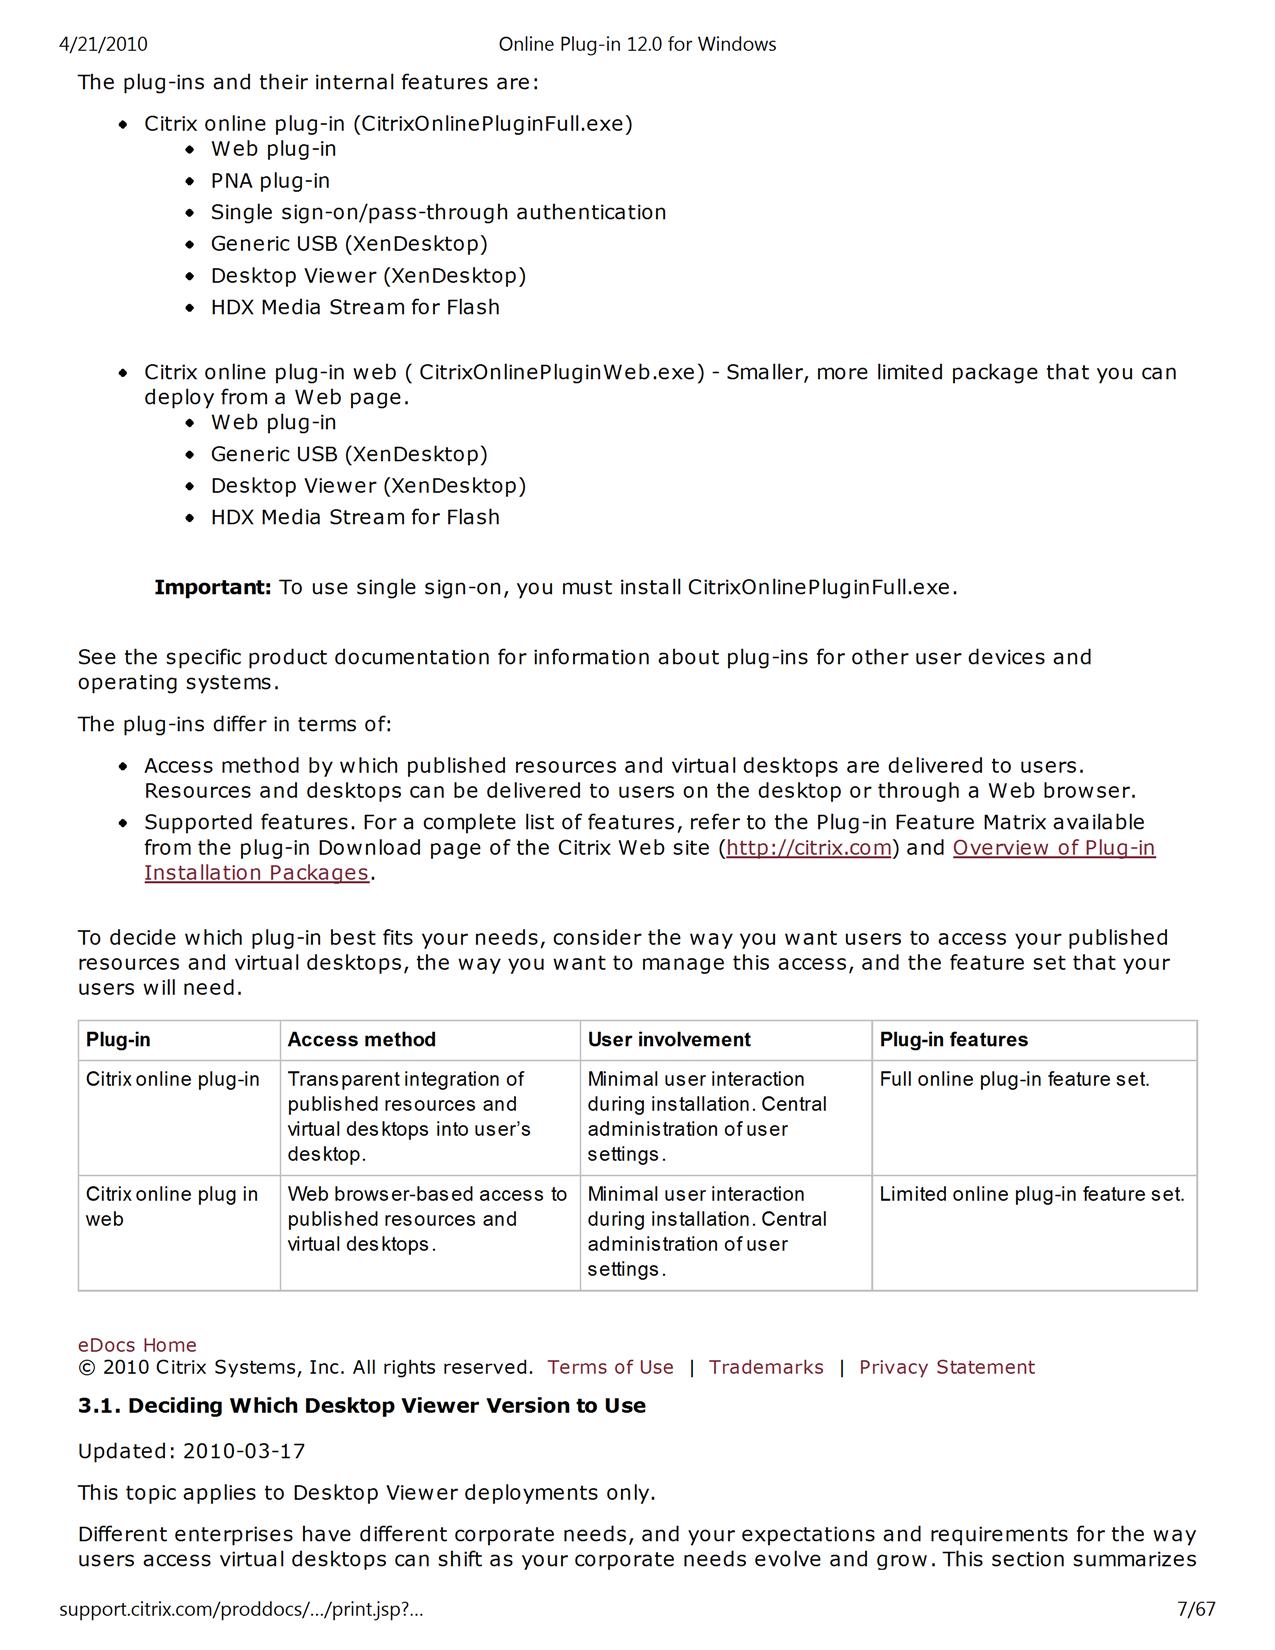 4/21/2010 Online Plug-in 12.0 for Windows
The plug-ins and their internal features are:
Citrix online plug-in (CitrixOnlinePluginFull.exe)
Web plug-in
PNA plug-in
Single sign-on/pass-through authentication
Generic USB (XenDesktop)
Desktop Viewer (XenDesktop)
HDX Media Stream for Flash
Citrix online plug-in web ( CitrixOnlinePluginWeb.exe) - Smaller, more limited package that you can
deploy from a Web page.
Web plug-in
Generic USB (XenDesktop)
Desktop Viewer (XenDesktop)
HDX Media Stream for Flash
Important: To use single sign-on, you must install CitrixOnlinePluginFull.exe.
See the specific product documentation for information about plug-ins for other user devices and
operating systems.
The plug-ins differ in terms of:
Access method by which published resources and virtual desktops are delivered to users.
Resources and desktops can be delivered to users on the desktop or through a Web browser.
Supported features. For a complete list of features, refer to the Plug-in Feature Matrix available
from the plug-in Download page of the Citrix Web site (http://citrix.com) and Overview of Plug-in
Installation Packages.
To decide which plug-in best fits your needs, consider the way you want users to access your published
resources and virtual desktops, the way you want to manage this access, and the feature set that your
users will need.
Plug-in Access method User involvement Plug-in features
Citrix online plug-in Transparent integration of Minimal user interaction Full online plug-in feature set.
published resources and during installation. Central
virtual desktops into user's administration of user
desktop. settings.
Citrix online plug in Web browser-based access to Minimal user interaction Limited online plug-in feature set.
web published resources and during installation. Central
virtual desktops. administration of user
settings.
eDocs Home
© 2010 Citrix Systems, Inc. All rights reserved. Terms of Use | Trademarks | Privacy Statement
3.1. Deciding Which Desktop Viewer Version to Use
Updated: 2010-03-17
This topic applies to Desktop Viewer deployments only.
Different enterprises have different corporate needs, and your expectations and requirements for the way
users access virtual desktops can shift as your corporate needs evolve and grow. This section summarizes
support.citrix.com/proddocs/.../print.jsp?... 7/67